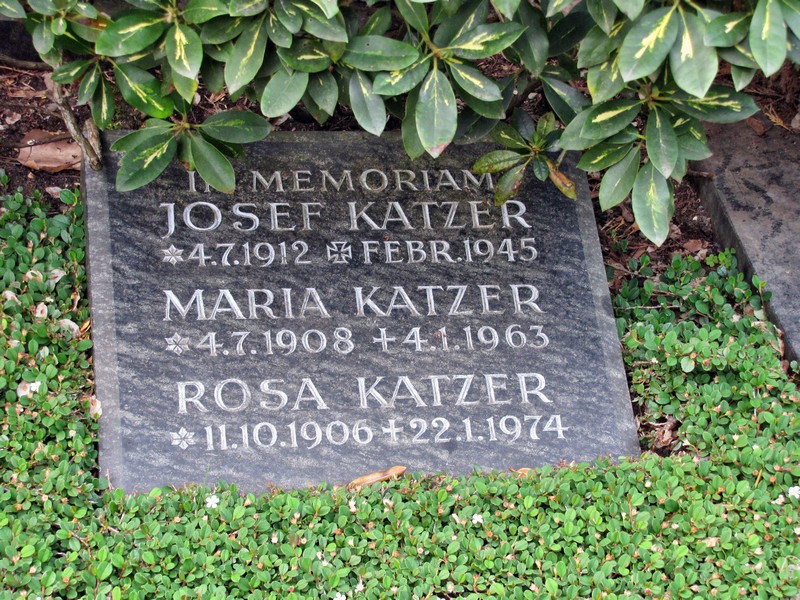 IN MEMORIAM
JOSEF KATZER
* 4.7.1912 ✠ FEBR.1945
MARIA KATZER
* 4.7.1908 + 4.1.1963
ROSA KATZER
* 11.10.1906 + 22.1.1974